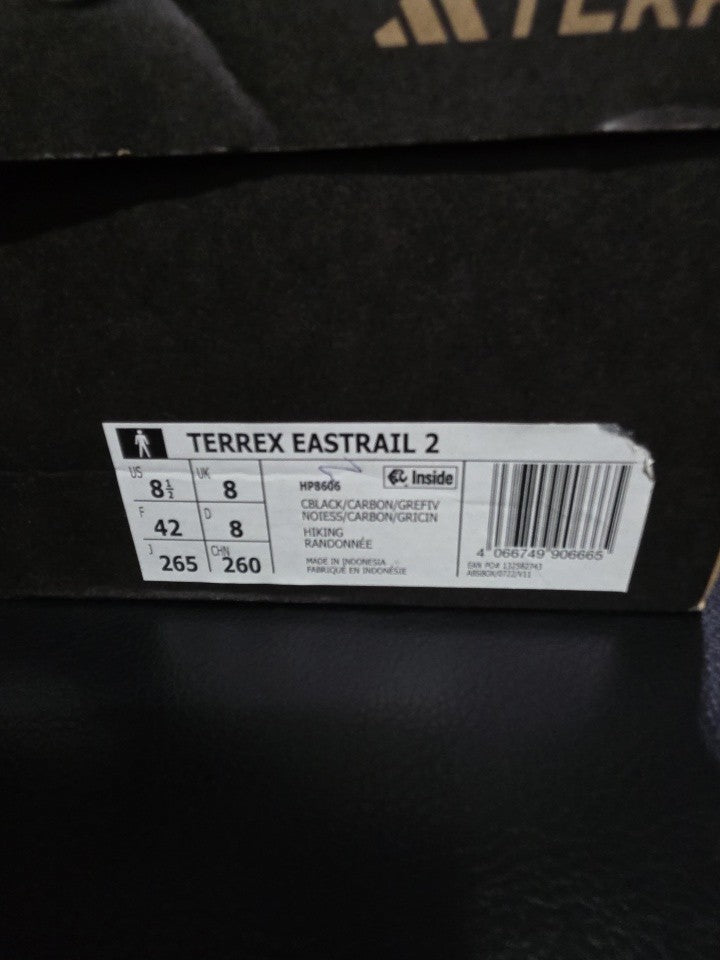 TERR
TERREX EASTRAIL 2
US 8½ UK 8
F 42 D 8
J 265 CHN 260
HP8606 Inside
CBLACK/CARBON/GREFIV
NOIESS/CARBON/GRICIN
HIKING
RANDONNÉE
MADE IN INDONESIA
FABRIQUÉ EN INDONÉSIE
4 066749 906665